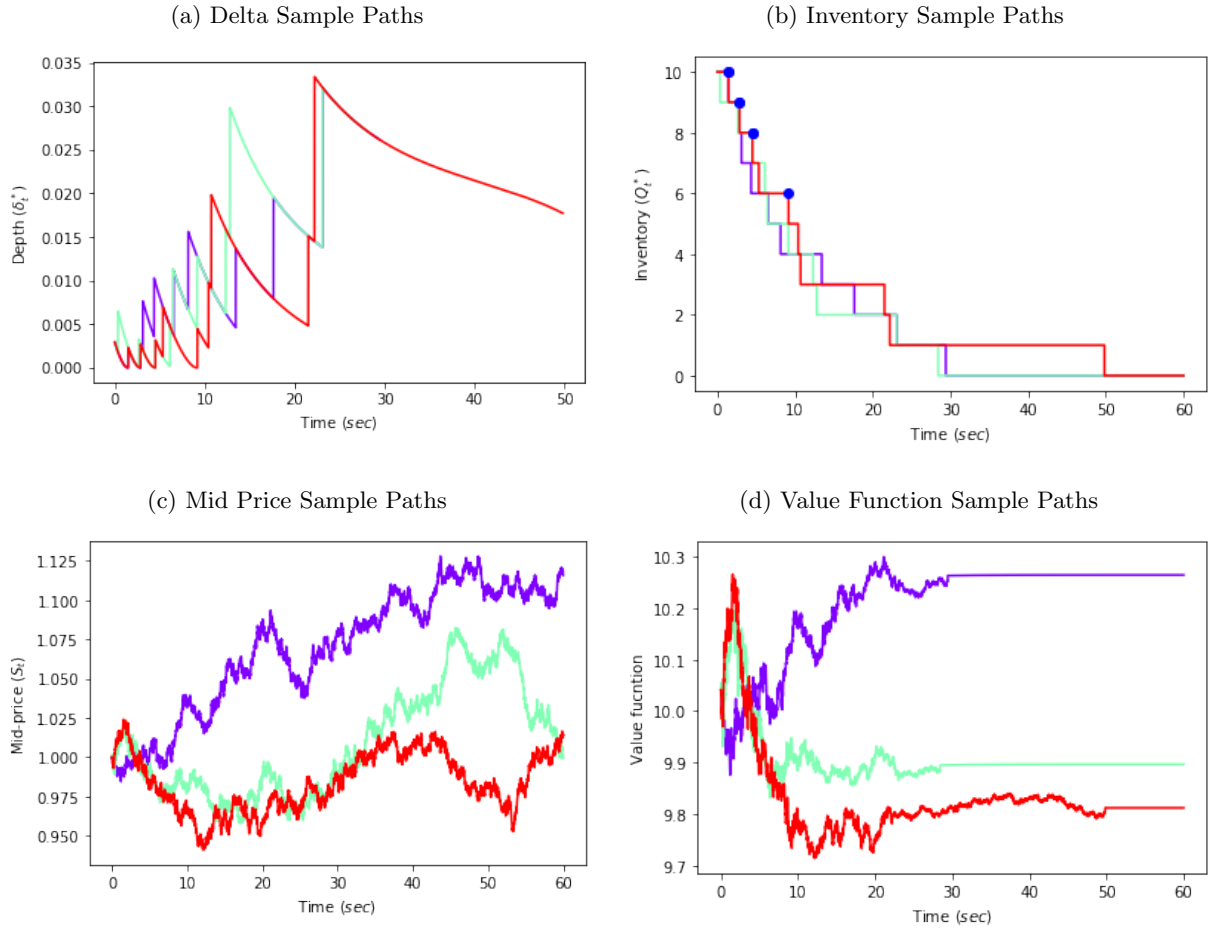 (a) Delta Sample Paths
0.035
0.030
0.025
0.020
0.015
0.010
0.005
0.000
Depth (δ*t)
0 10 20 30 40 50
Time (sec)
(b) Inventory Sample Paths
10
8
6
4
2
0
Inventory (Q*t)
0 10 20 30 40 50 60
Time (sec)
(c) Mid Price Sample Paths
1.125
1.100
1.075
1.050
1.025
1.000
0.975
0.950
Mid-price (St)
0 10 20 30 40 50 60
Time (sec)
(d) Value Function Sample Paths
10.3
10.2
10.1
10.0
9.9
9.8
9.7
Value fucntion
0 10 20 30 40 50 60
Time (sec)